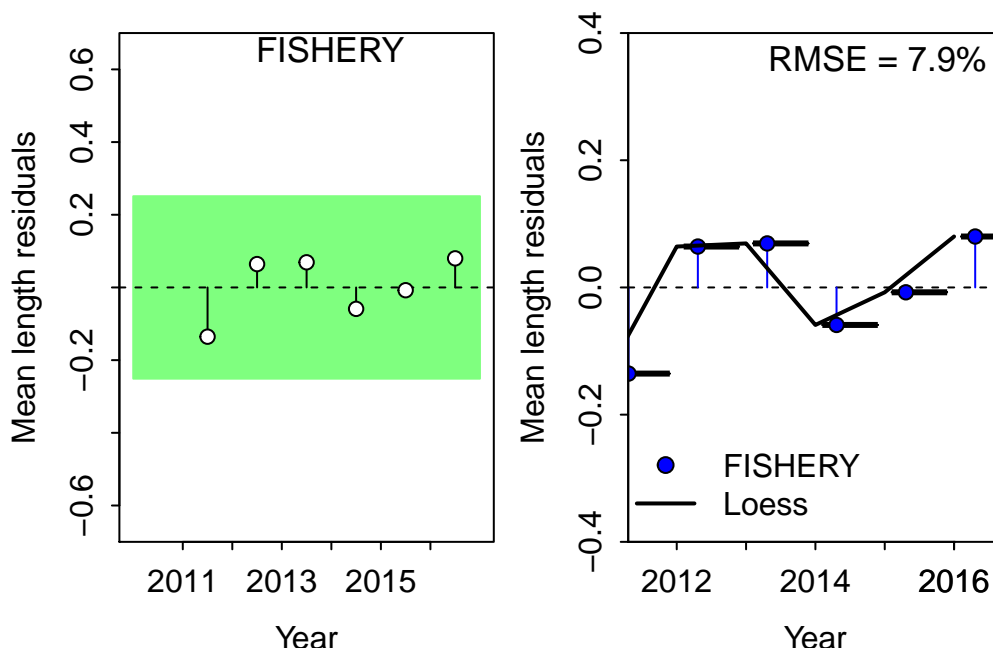 FISHERY
Mean length residuals
0.6
0.4
0.2
0.0
−0.2
−0.6
2011 2013 2015
Year
RMSE = 7.9%
Mean length residuals
0.4
0.2
0.0
−0.2
−0.4
FISHERY
Loess
2012 2014 2016
Year